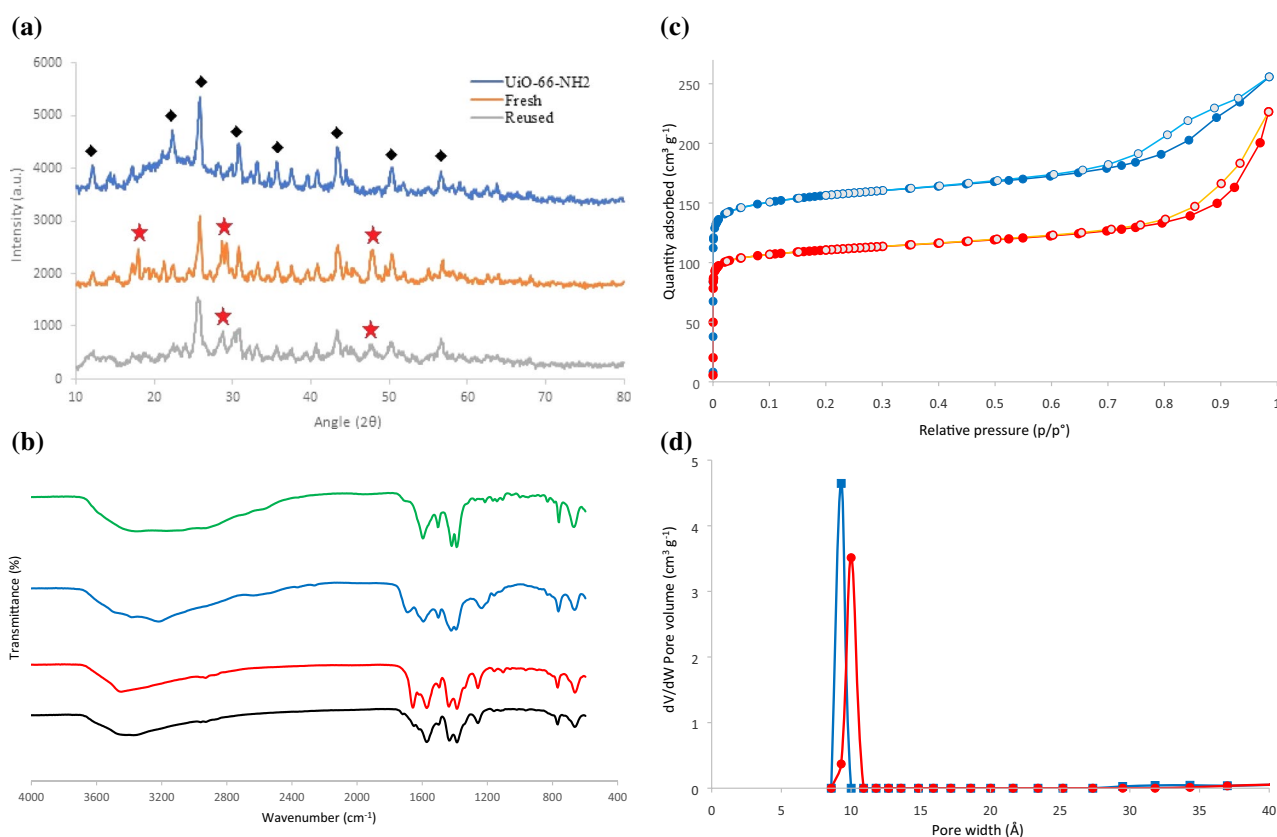 (a)
6000
5000
4000
3000
2000
1000
0
Intensity (a.u.)
UiO-66-NH2
Fresh
Reused
10 20 30 40 50 60 70 80
Angle (2θ)
(b)
Transmittance (%)
4000 3600 3200 2800 2400 2000 1600 1200 800 400
Wavenumber (cm⁻¹)
(c)
250
200
150
100
50
0
Quantity adsorbed (cm³ g⁻¹)
0 0.1 0.2 0.3 0.4 0.5 0.6 0.7 0.8 0.9 1
Relative pressure (p/p°)
(d)
5
4
3
2
1
0
dV/dW Pore volume (cm³ g⁻¹)
0 5 10 15 20 25 30 35 40
Pore width (Å)